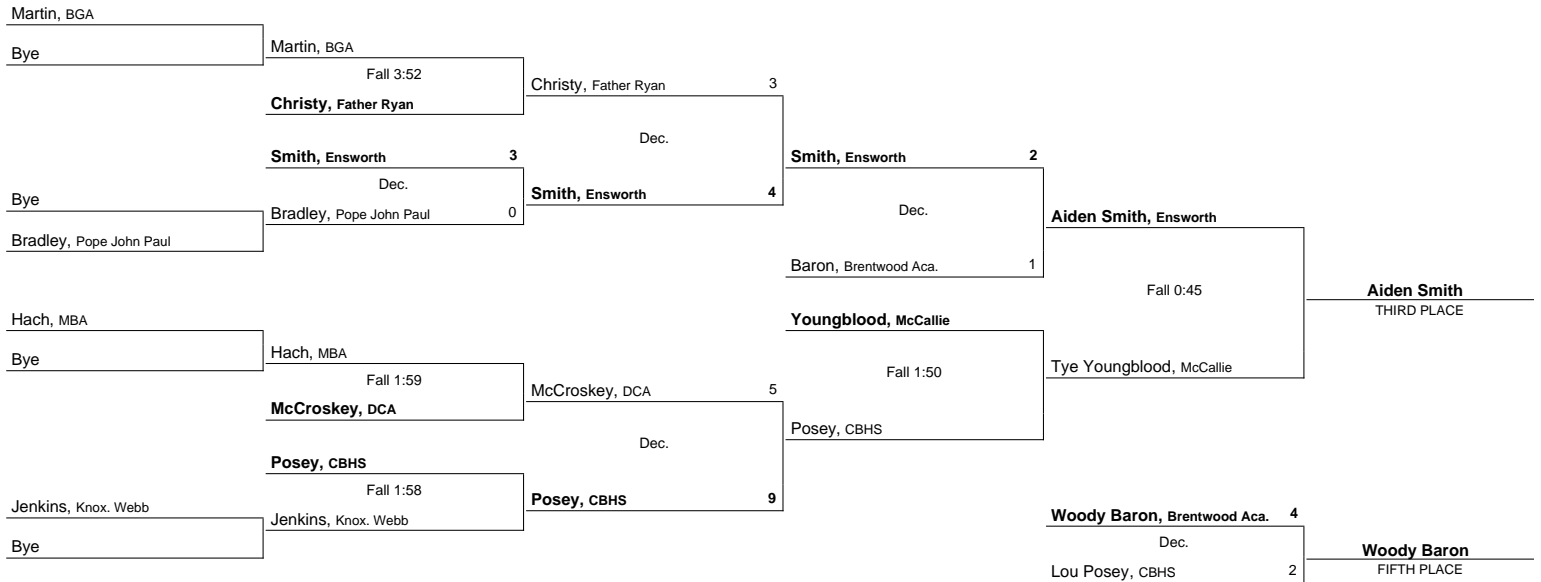 Martin, BGA
Bye
Bye
Bradley, Pope John Paul
Hach, MBA
Bye
Jenkins, Knox. Webb
Bye
Martin, BGA
Fall 3:52
Christy, Father Ryan
Smith, Ensworth 3
Dec.
Bradley, Pope John Paul 0
Hach, MBA
Fall 1:59
McCroskey, DCA
Posey, CBHS
Fall 1:58
Jenkins, Knox. Webb
Christy, Father Ryan 3
Dec.
Smith, Ensworth 4
McCroskey, DCA 5
Dec.
Posey, CBHS 9
Smith, Ensworth 2
Dec.
Baron, Brentwood Aca. 1
Youngblood, McCallie
Fall 1:50
Posey, CBHS
Aiden Smith, Ensworth
Fall 0:45
Tye Youngblood, McCallie
Aiden Smith
THIRD PLACE
Woody Baron, Brentwood Aca. 4
Dec.
Lou Posey, CBHS 2
Woody Baron
FIFTH PLACE